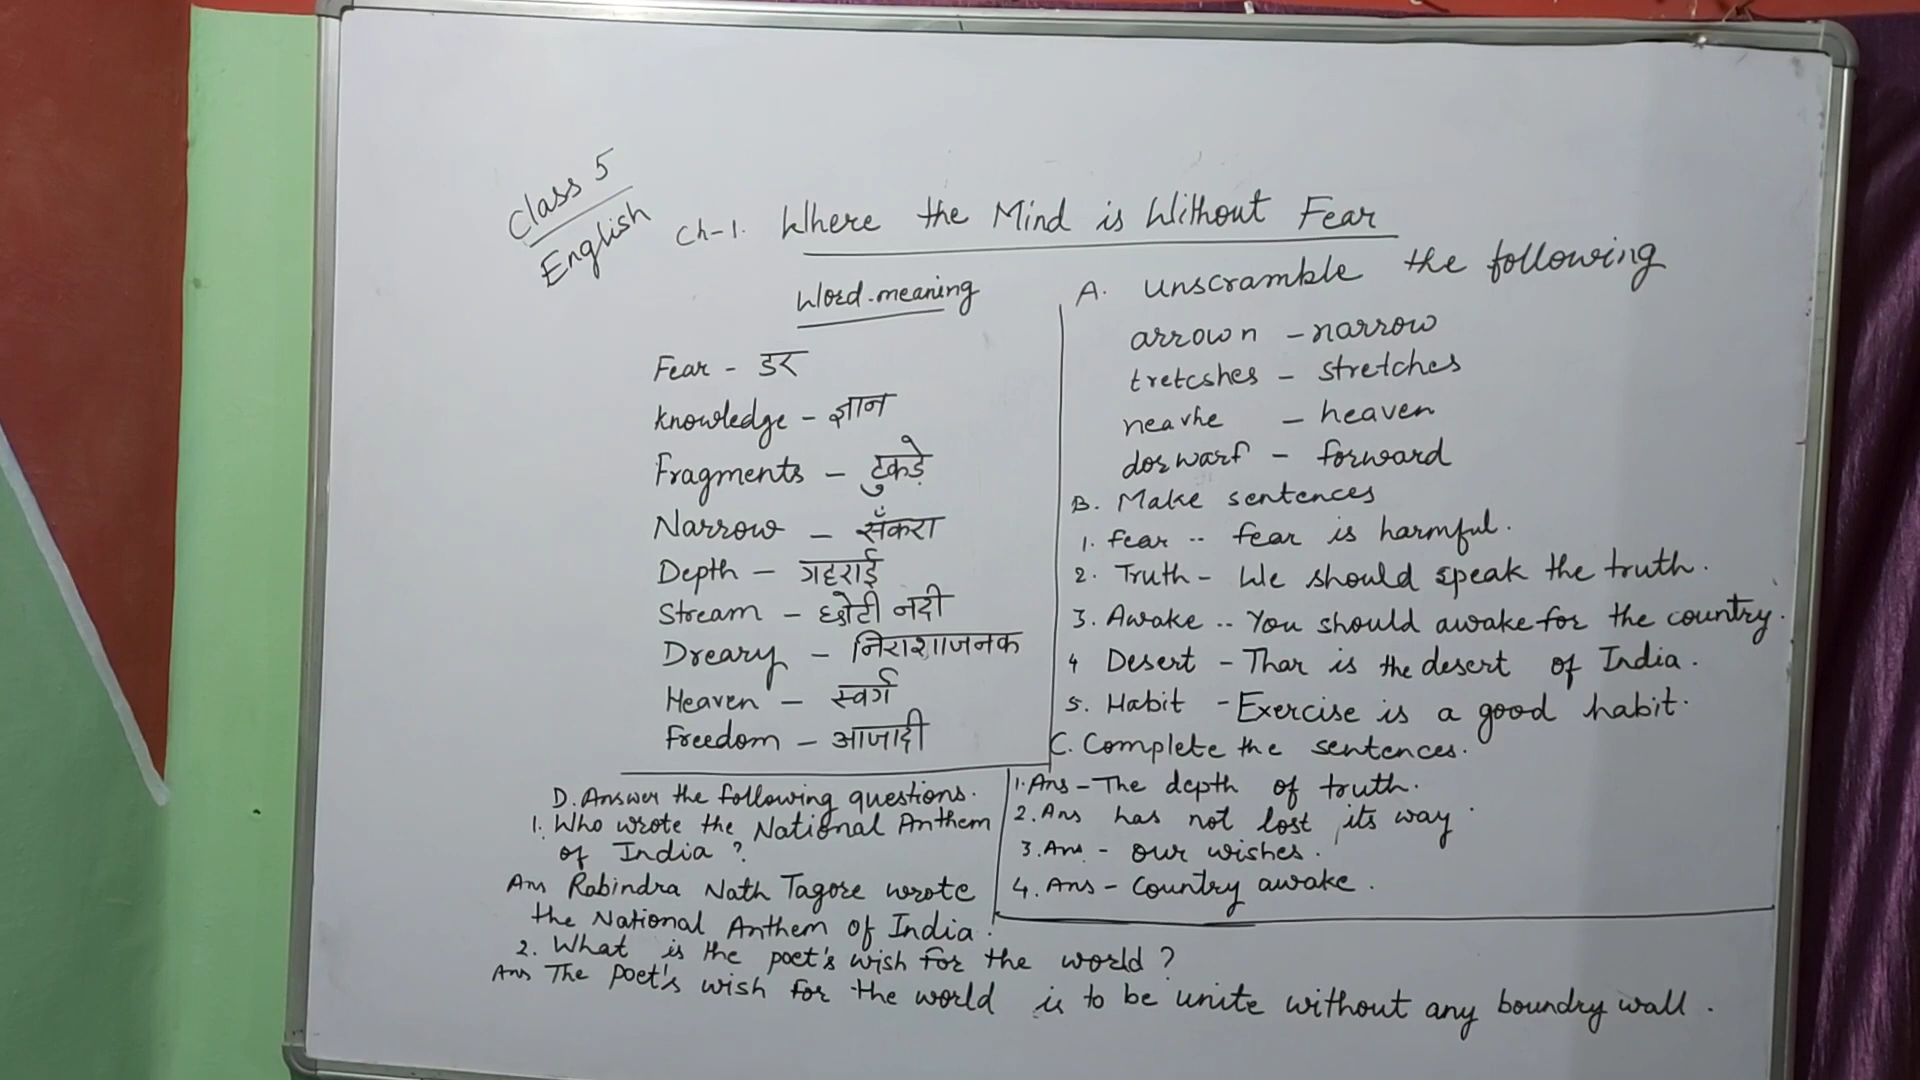 Class 5
English
Ch-1. Where the Mind is Without Fear
Word-meaning
Fear - डर
Knowledge - ज्ञान
Fragments - टुकड़े
Narrow - सँकरा
Depth - गहराई
Stream - छोटी नदी
Dreary - निराशाजनक
Heaven - स्वर्ग
Freedom - आजादी
A. Unscramble the following
arrown - narrow
tretcshes - stretches
neavhe - heaven
dorwarf - forward
B. Make sentences
1. fear -- fear is harmful.
2. Truth - We should speak the truth.
3. Awake -- You should awake for the country.
4 Desert - Thar is the desert of India.
5. Habit - Exercise is a good habit.
C. Complete the sentences.
1. Ans - The depth of truth.
2. Ans has not lost its way.
3. Ans - our wishes.
4. Ans - Country awake.
D. Answer the following questions.
1. Who wrote the National Anthem
of India?
Ans Rabindra Nath Tagore wrote
the National Anthem of India.
2. What is the poet's wish for the world?
Ans The poet's wish for the world is to be unite without any boundry wall.